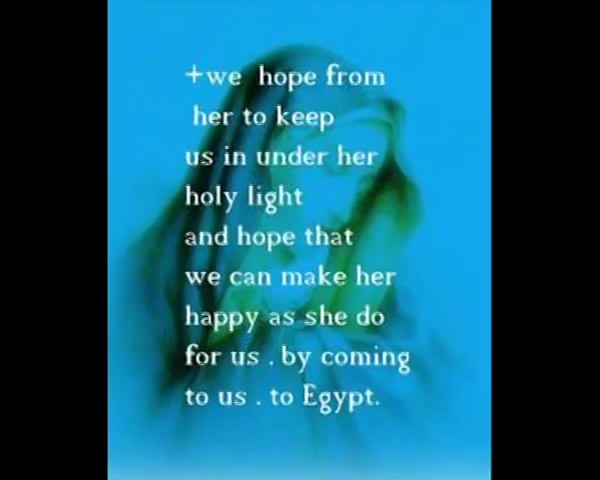 +we hope from
her to keep
us in under her
holy light
and hope that
we can make her
happy as she do
for us . by coming
to us . to Egypt.